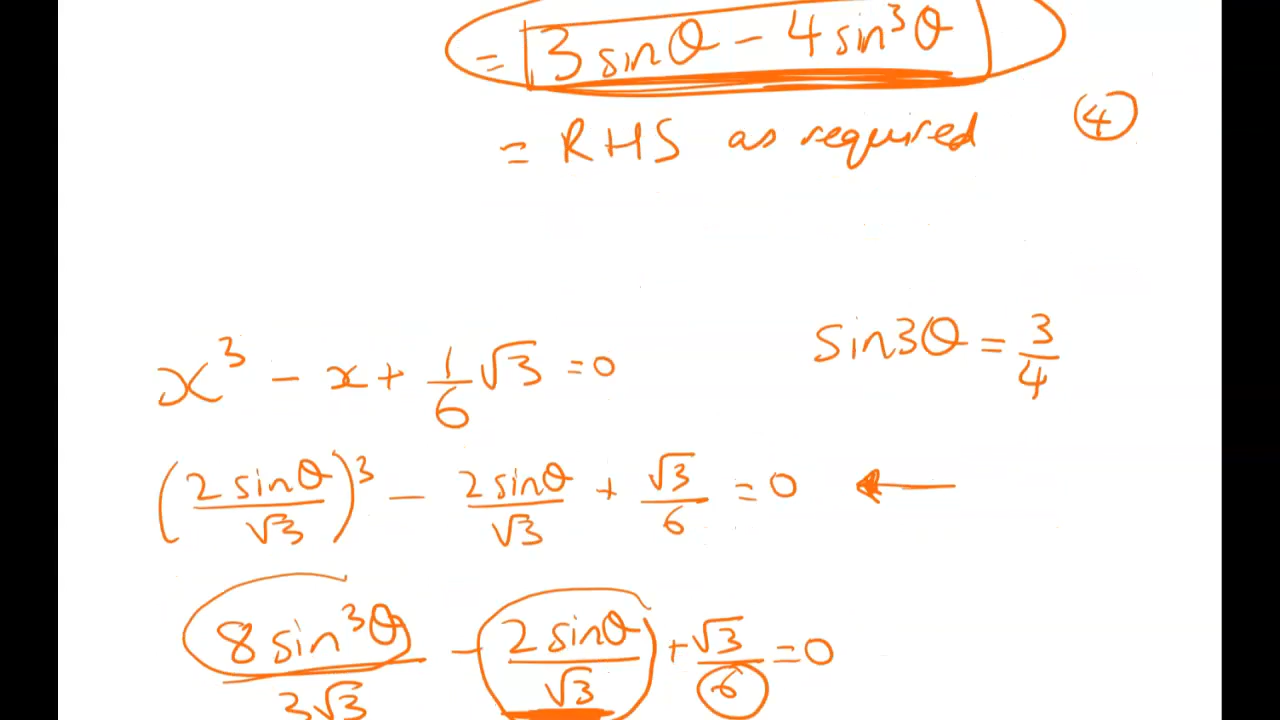 = 3 sinθ - 4 sin³θ
= RHS as required ④
x³ - x + 1/6 √3 = 0
sin3θ = 3/4
(2 sinθ/√3)³ - 2 sinθ/√3 + √3/6 = 0 ←
8 sin³θ/3√3 - 2 sinθ/√3 + √3/6 = 0